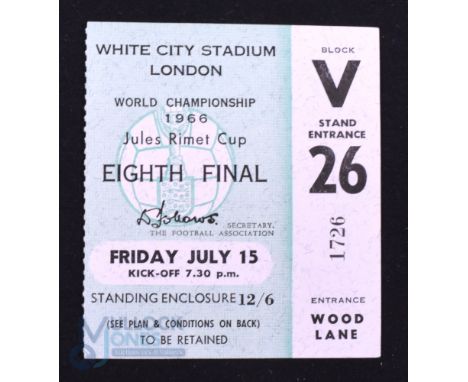 WHITE CITY STADIUM
LONDON
WORLD CHAMPIONSHIP
1966
Jules Rimet Cup
EIGHTH FINAL
SECRETARY,
THE FOOTBALL ASSOCIATION
FRIDAY JULY 15
KICK-OFF 7.30 p.m.
STANDING ENCLOSURE 12/6
(SEE PLAN & CONDITIONS ON BACK)
TO BE RETAINED
BLOCK
V
STAND
ENTRANCE
26
1726
ENTRANCE
WOOD
LANE
MULLOCK
JONES